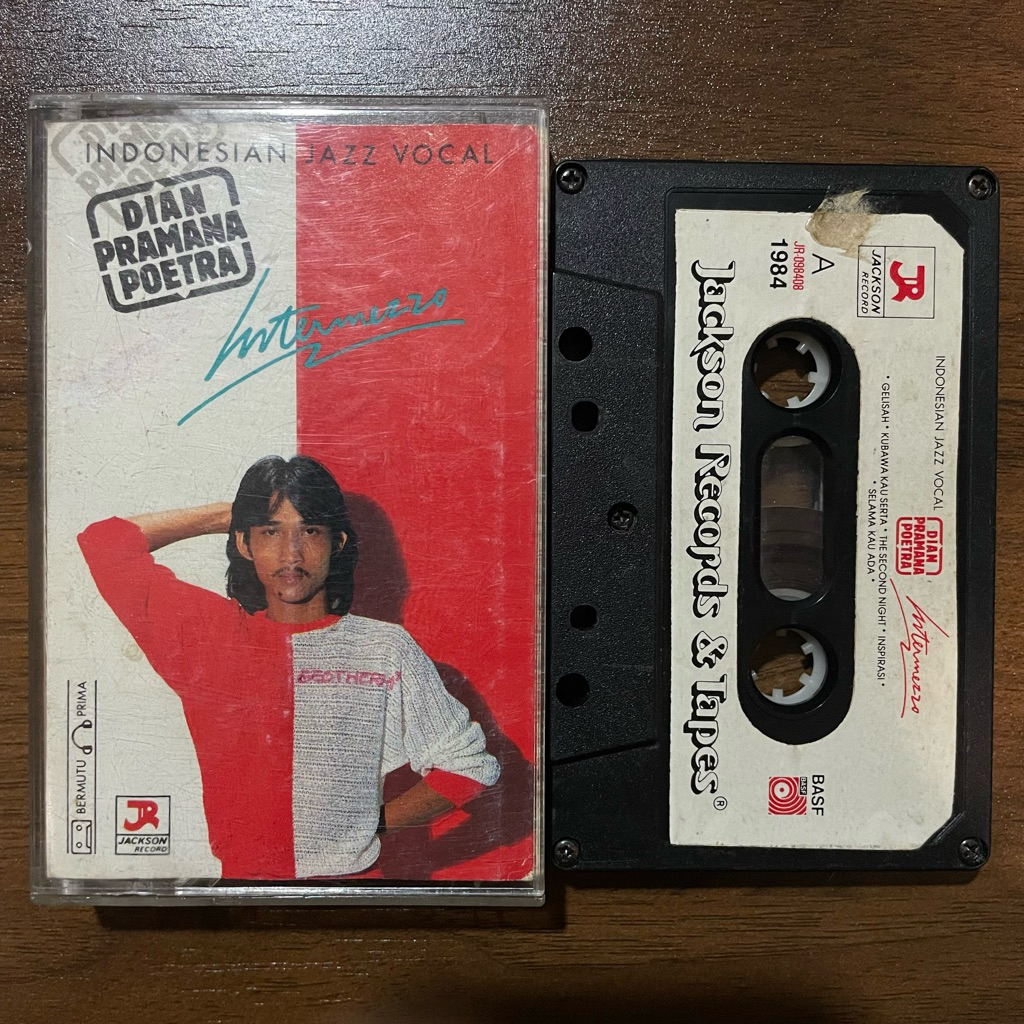 INDONESIAN JAZZ VOCAL
DIAN
PRAMANA
POETRA
Intermezzo
BERMUTU PRIMA
JR
JACKSON
RECORD
A
JR-098408
1984
JR
JACKSON
RECORD
Jackson Records & Tapes®
INDONESIAN JAZZ VOCAL
DIAN
PRAMANA
POETRA
Intermezzo
• GELISAH • KUBAWA KAU SERTA • THE SECOND NIGHT • INSPIRASI •
• SELAMA KAU ADA •
BASF
BASF